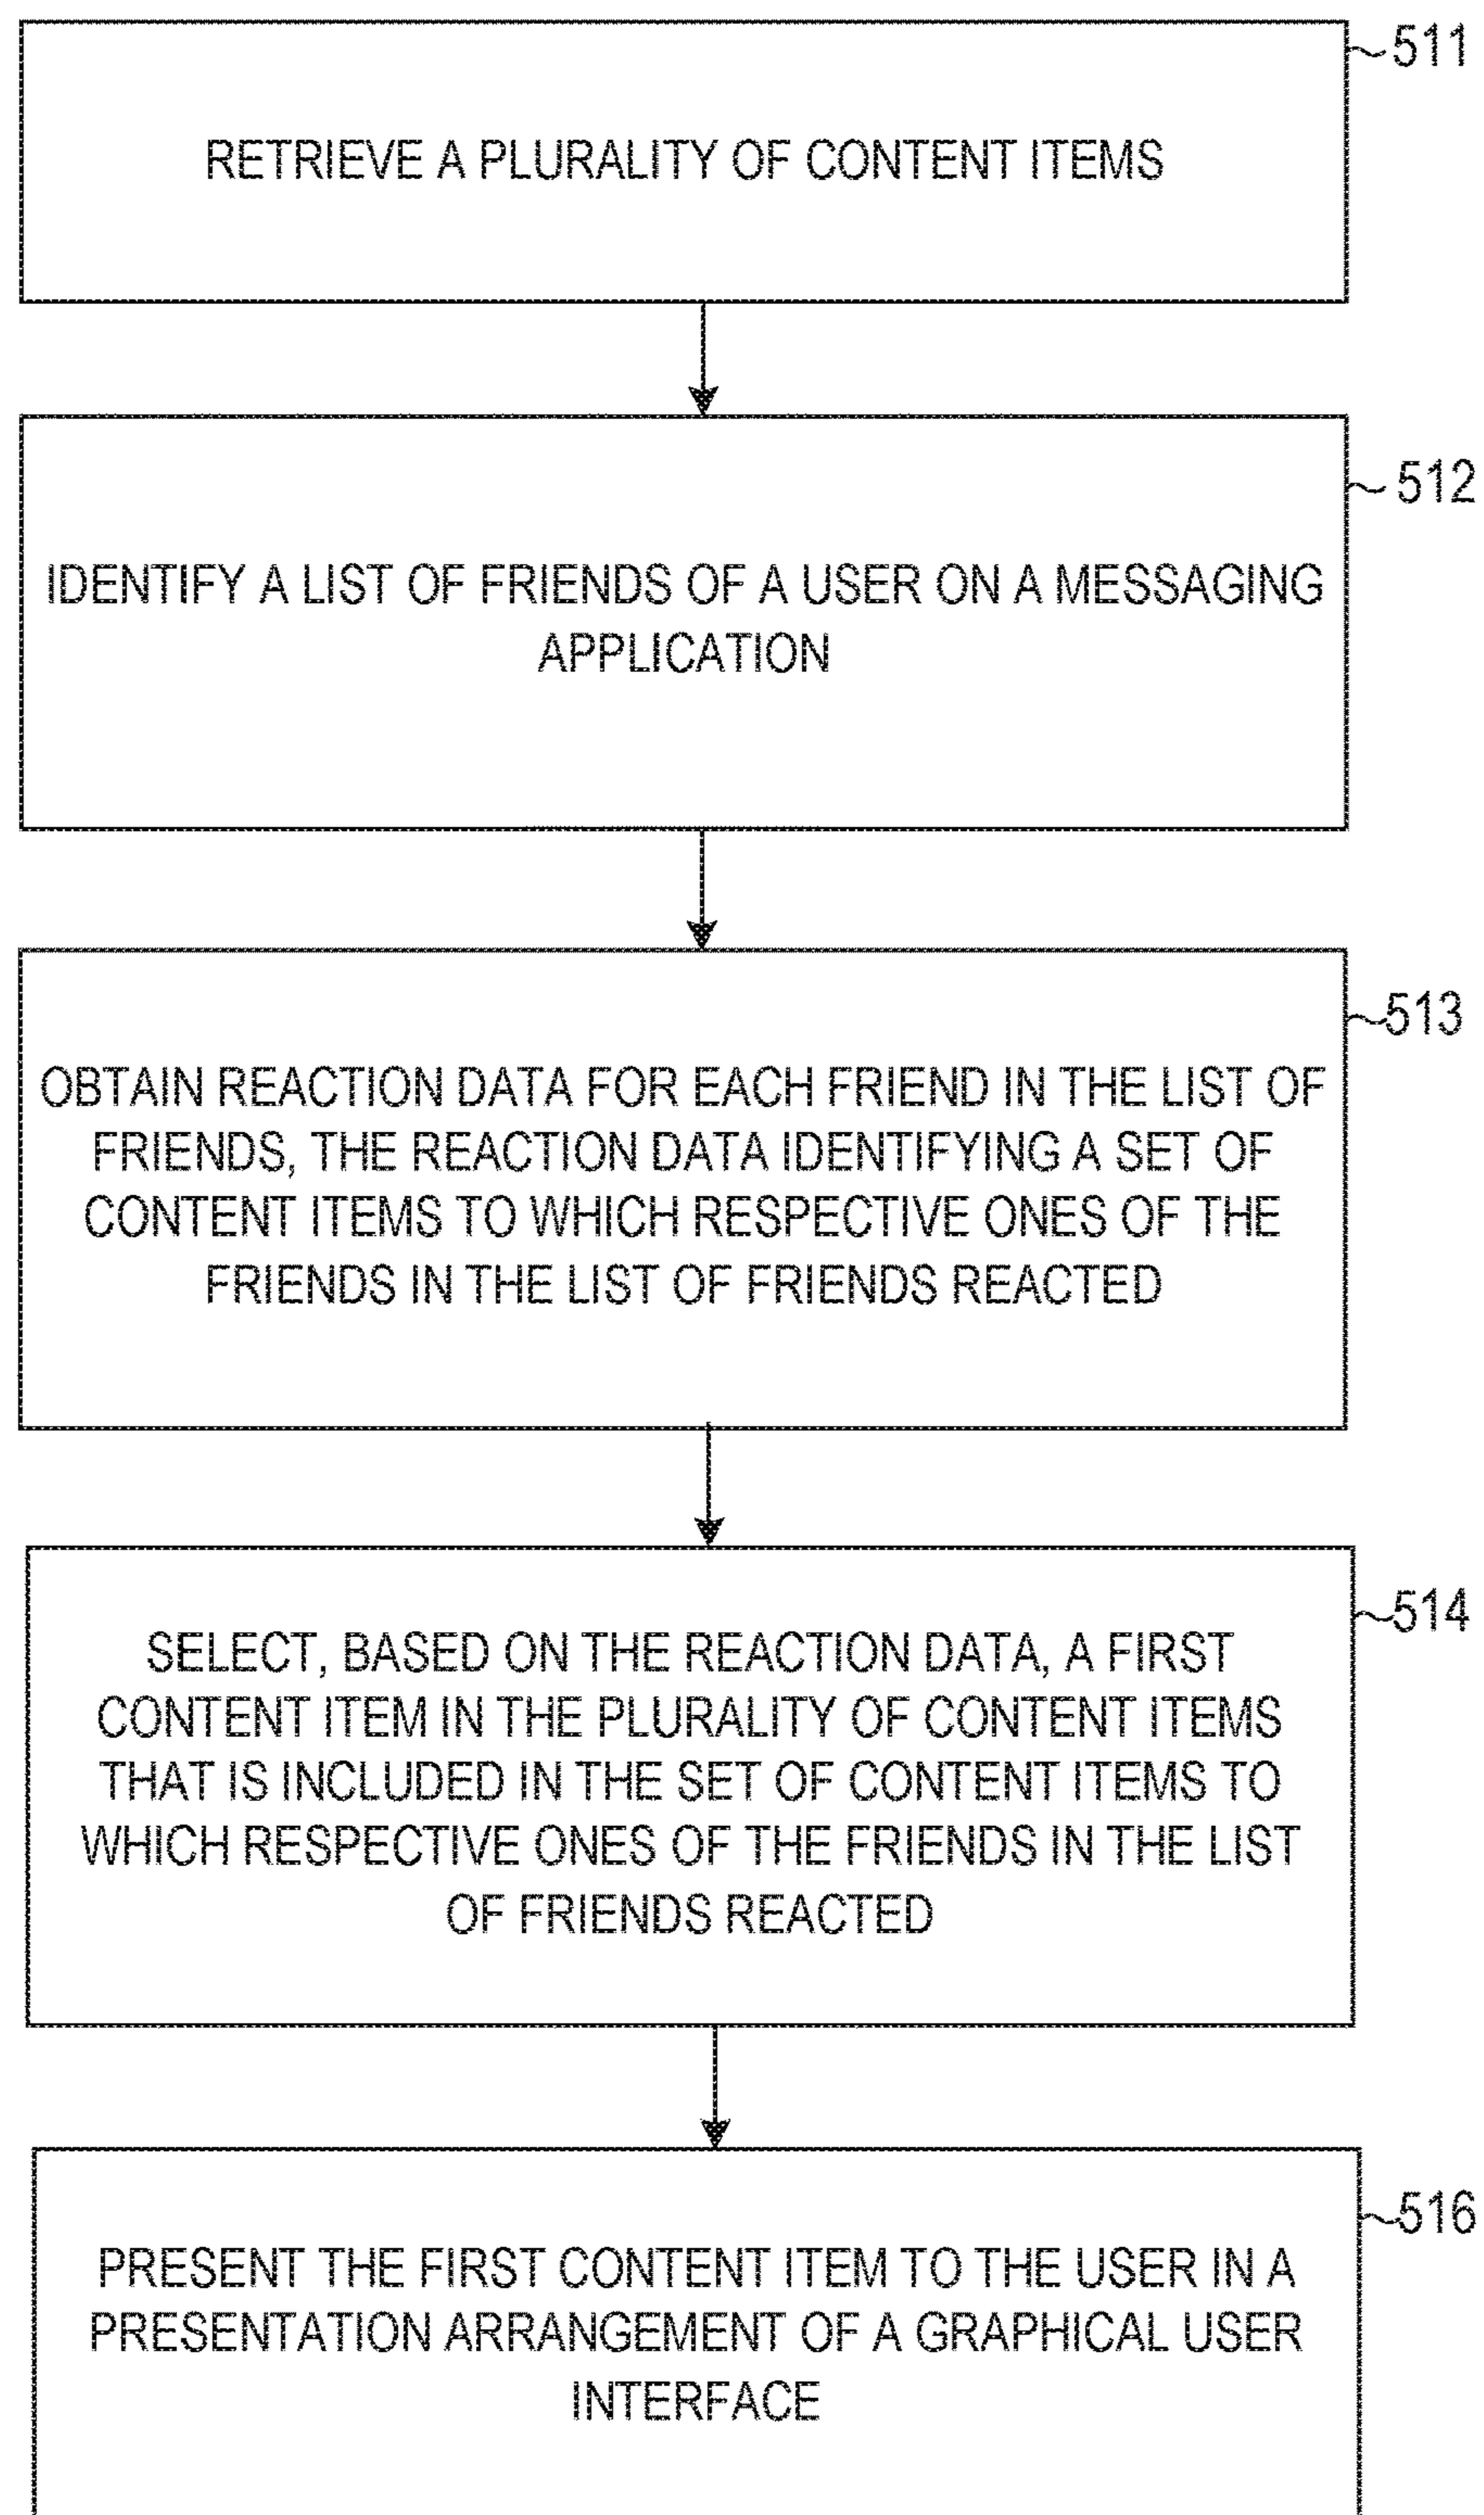 511
RETRIEVE A PLURALITY OF CONTENT ITEMS
512
IDENTIFY A LIST OF FRIENDS OF A USER ON A MESSAGING
APPLICATION
513
OBTAIN REACTION DATA FOR EACH FRIEND IN THE LIST OF
FRIENDS, THE REACTION DATA IDENTIFYING A SET OF
CONTENT ITEMS TO WHICH RESPECTIVE ONES OF THE
FRIENDS IN THE LIST OF FRIENDS REACTED
514
SELECT, BASED ON THE REACTION DATA, A FIRST
CONTENT ITEM IN THE PLURALITY OF CONTENT ITEMS
THAT IS INCLUDED IN THE SET OF CONTENT ITEMS TO
WHICH RESPECTIVE ONES OF THE FRIENDS IN THE LIST
OF FRIENDS REACTED
516
PRESENT THE FIRST CONTENT ITEM TO THE USER IN A
PRESENTATION ARRANGEMENT OF A GRAPHICAL USER
INTERFACE